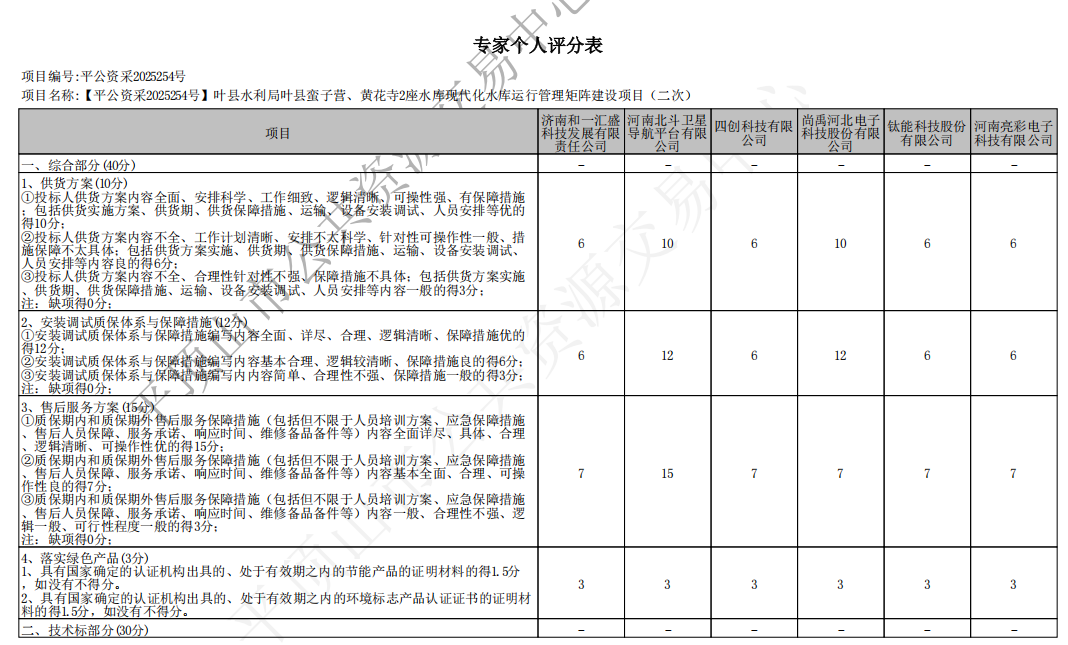 专家个人评分表
项目编号:平公资采2025254号
项目名称:【平公资采2025254号】叶县水利局叶县蛮子营、黄花寺2座水库现代化水库运行管理矩阵建设项目（二次）
项目
济南和一汇盛
科技发展有限
责任公司
河南北斗卫星
导航平台有限
公司
四创科技有限
公司
尚禹河北电子
科技股份有限
公司
钛能科技股份
有限公司
河南亮彩电子
科技有限公司
一、综合部分(40分) – – – – – –
1、供货方案(10分)
①投标人供货方案内容全面、安排科学、工作细致、逻辑清晰、可操性强、有保障措施
；包括供货实施方案、供货期、供货保障措施、运输、设备安装调试、人员安排等优的
得10分；
②投标人供货方案内容不全、工作计划清晰、安排不太科学、针对性可操作性一般、措
施保障不太具体；包括供货方案实施、供货期、供货保障措施、运输、设备安装调试、
人员安排等内容良的得6分；
③投标人供货方案内容不全、合理性针对性不强、保障措施不具体；包括供货方案实施
、供货期、供货保障措施、运输、设备安装调试、人员安排等内容一般的得3分；
注：缺项得0分；
6 10 6 10 6 6
2、安装调试质保体系与保障措施(12分)
①安装调试质保体系与保障措施编写内容全面、详尽、合理、逻辑清晰、保障措施优的
得12分；
②安装调试质保体系与保障措施编写内容基本合理、逻辑较清晰、保障措施良的得6分；
③安装调试质保体系与保障措施编写内内容简单、合理性不强、保障措施一般的得3分；
注：缺项得0分；
6 12 6 12 6 6
3、售后服务方案(15分)
①质保期内和质保期外售后服务保障措施（包括但不限于人员培训方案、应急保障措施
、售后人员保障、服务承诺、响应时间、维修备品备件等）内容全面详尽、具体、合理
、逻辑清晰、可操作性优的得15分；
②质保期内和质保期外售后服务保障措施（包括但不限于人员培训方案、应急保障措施
、售后人员保障、服务承诺、响应时间、维修备品备件等）内容基本全面、合理、可操
作性良的得7分；
③质保期内和质保期外售后服务保障措施（包括但不限于人员培训方案、应急保障措施
、售后人员保障、服务承诺、响应时间、维修备品备件等）内容一般、合理性不强、逻
辑一般、可行性程度一般的得3分；
注：缺项得0分；
7 15 7 7 7 7
4、落实绿色产品(3分)
1、具有国家确定的认证机构出具的、处于有效期之内的节能产品的证明材料的得1.5分
，如没有不得分。
2、具有国家确定的认证机构出具的、处于有效期之内的环境标志产品认证证书的证明材
料的得1.5分，如没有不得分。
3 3 3 3 3 3
二、技术标部分(30分) – – – – – –
平顶山市公共资源交易中心
平顶山市公共资源交易中心